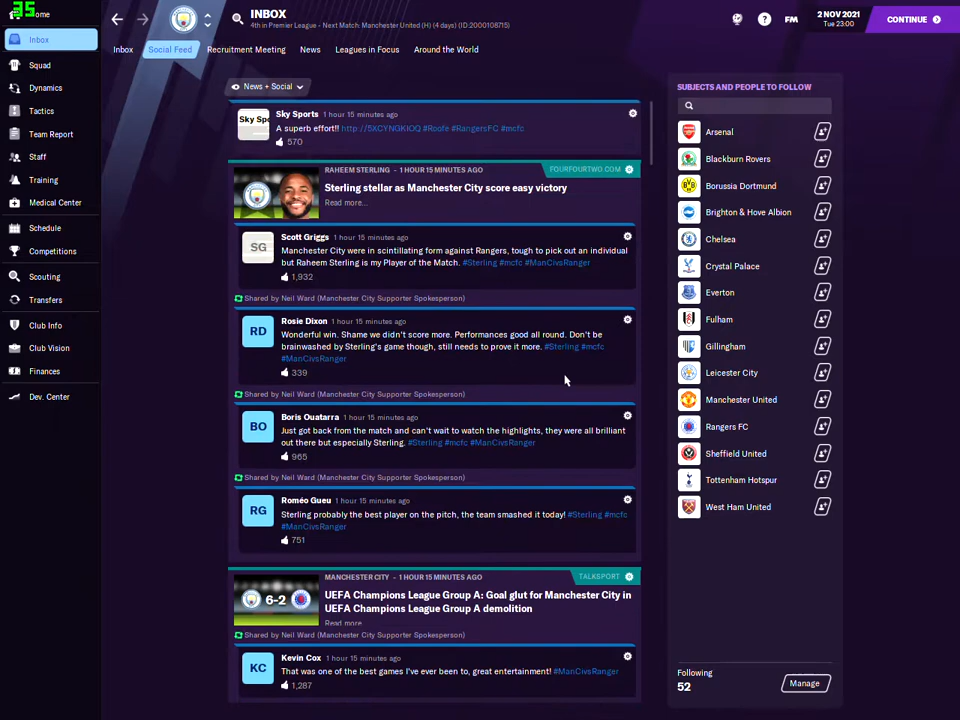 35
ome
INBOX
4th in Premier League - Next Match: Manchester United (H) (4 days) (ID:2000108715)
?
FM
2 NOV 2021
Tue 23:00
CONTINUE
Inbox
Social Feed
Recruitment Meeting
News
Leagues in Focus
Around the World
Inbox
Squad
Dynamics
Tactics
Team Report
Staff
Training
Medical Center
Schedule
Competitions
Scouting
Transfers
Club Info
Club Vision
Finances
Dev. Center
News + Social
Sky Spo
Sky Sports 1 hour 15 minutes ago
A superb effort!! http://5XCYNGKIOQ #Roofe #RangersFC #mcfc
570
RAHEEM STERLING - 1 HOUR 15 MINUTES AGO
FOURFOURTWO.COM
Sterling stellar as Manchester City score easy victory
Read more...
SG
Scott Griggs 1 hour 15 minutes ago
Manchester City were in scintillating form against Rangers, tough to pick out an individual
but Raheem Sterling is my Player of the Match. #Sterling #mcfc #ManCivsRanger
1,932
Shared by Neil Ward (Manchester City Supporter Spokesperson)
RD
Rosie Dixon 1 hour 15 minutes ago
Wonderful win. Shame we didn't score more. Performances good all round. Don't be
brainwashed by Sterling's game though, still needs to prove it more. #Sterling #mcfc
#ManCivsRanger
339
Shared by Neil Ward (Manchester City Supporter Spokesperson)
BO
Boris Ouatarra 1 hour 15 minutes ago
Just got back from the match and can't wait to watch the highlights, they were all brilliant
out there but especially Sterling. #Sterling #mcfc #ManCivsRanger
965
Shared by Neil Ward (Manchester City Supporter Spokesperson)
RG
Roméo Gueu 1 hour 15 minutes ago
Sterling probably the best player on the pitch, the team smashed it today! #Sterling #mcfc
#ManCivsRanger
751
MANCHESTER CITY - 1 HOUR 15 MINUTES AGO
TALKSPORT
6-2
UEFA Champions League Group A: Goal glut for Manchester City in
UEFA Champions League Group A demolition
Read more
Shared by Neil Ward (Manchester City Supporter Spokesperson)
KC
Kevin Cox 1 hour 15 minutes ago
That was one of the best games I've ever been to, great entertainment! #ManCivsRanger
1,287
SUBJECTS AND PEOPLE TO FOLLOW
Arsenal
Blackburn Rovers
Borussia Dortmund
Brighton & Hove Albion
Chelsea
Crystal Palace
Everton
Fulham
Gillingham
Leicester City
Manchester United
Rangers FC
Sheffield United
Tottenham Hotspur
West Ham United
Following
52
Manage